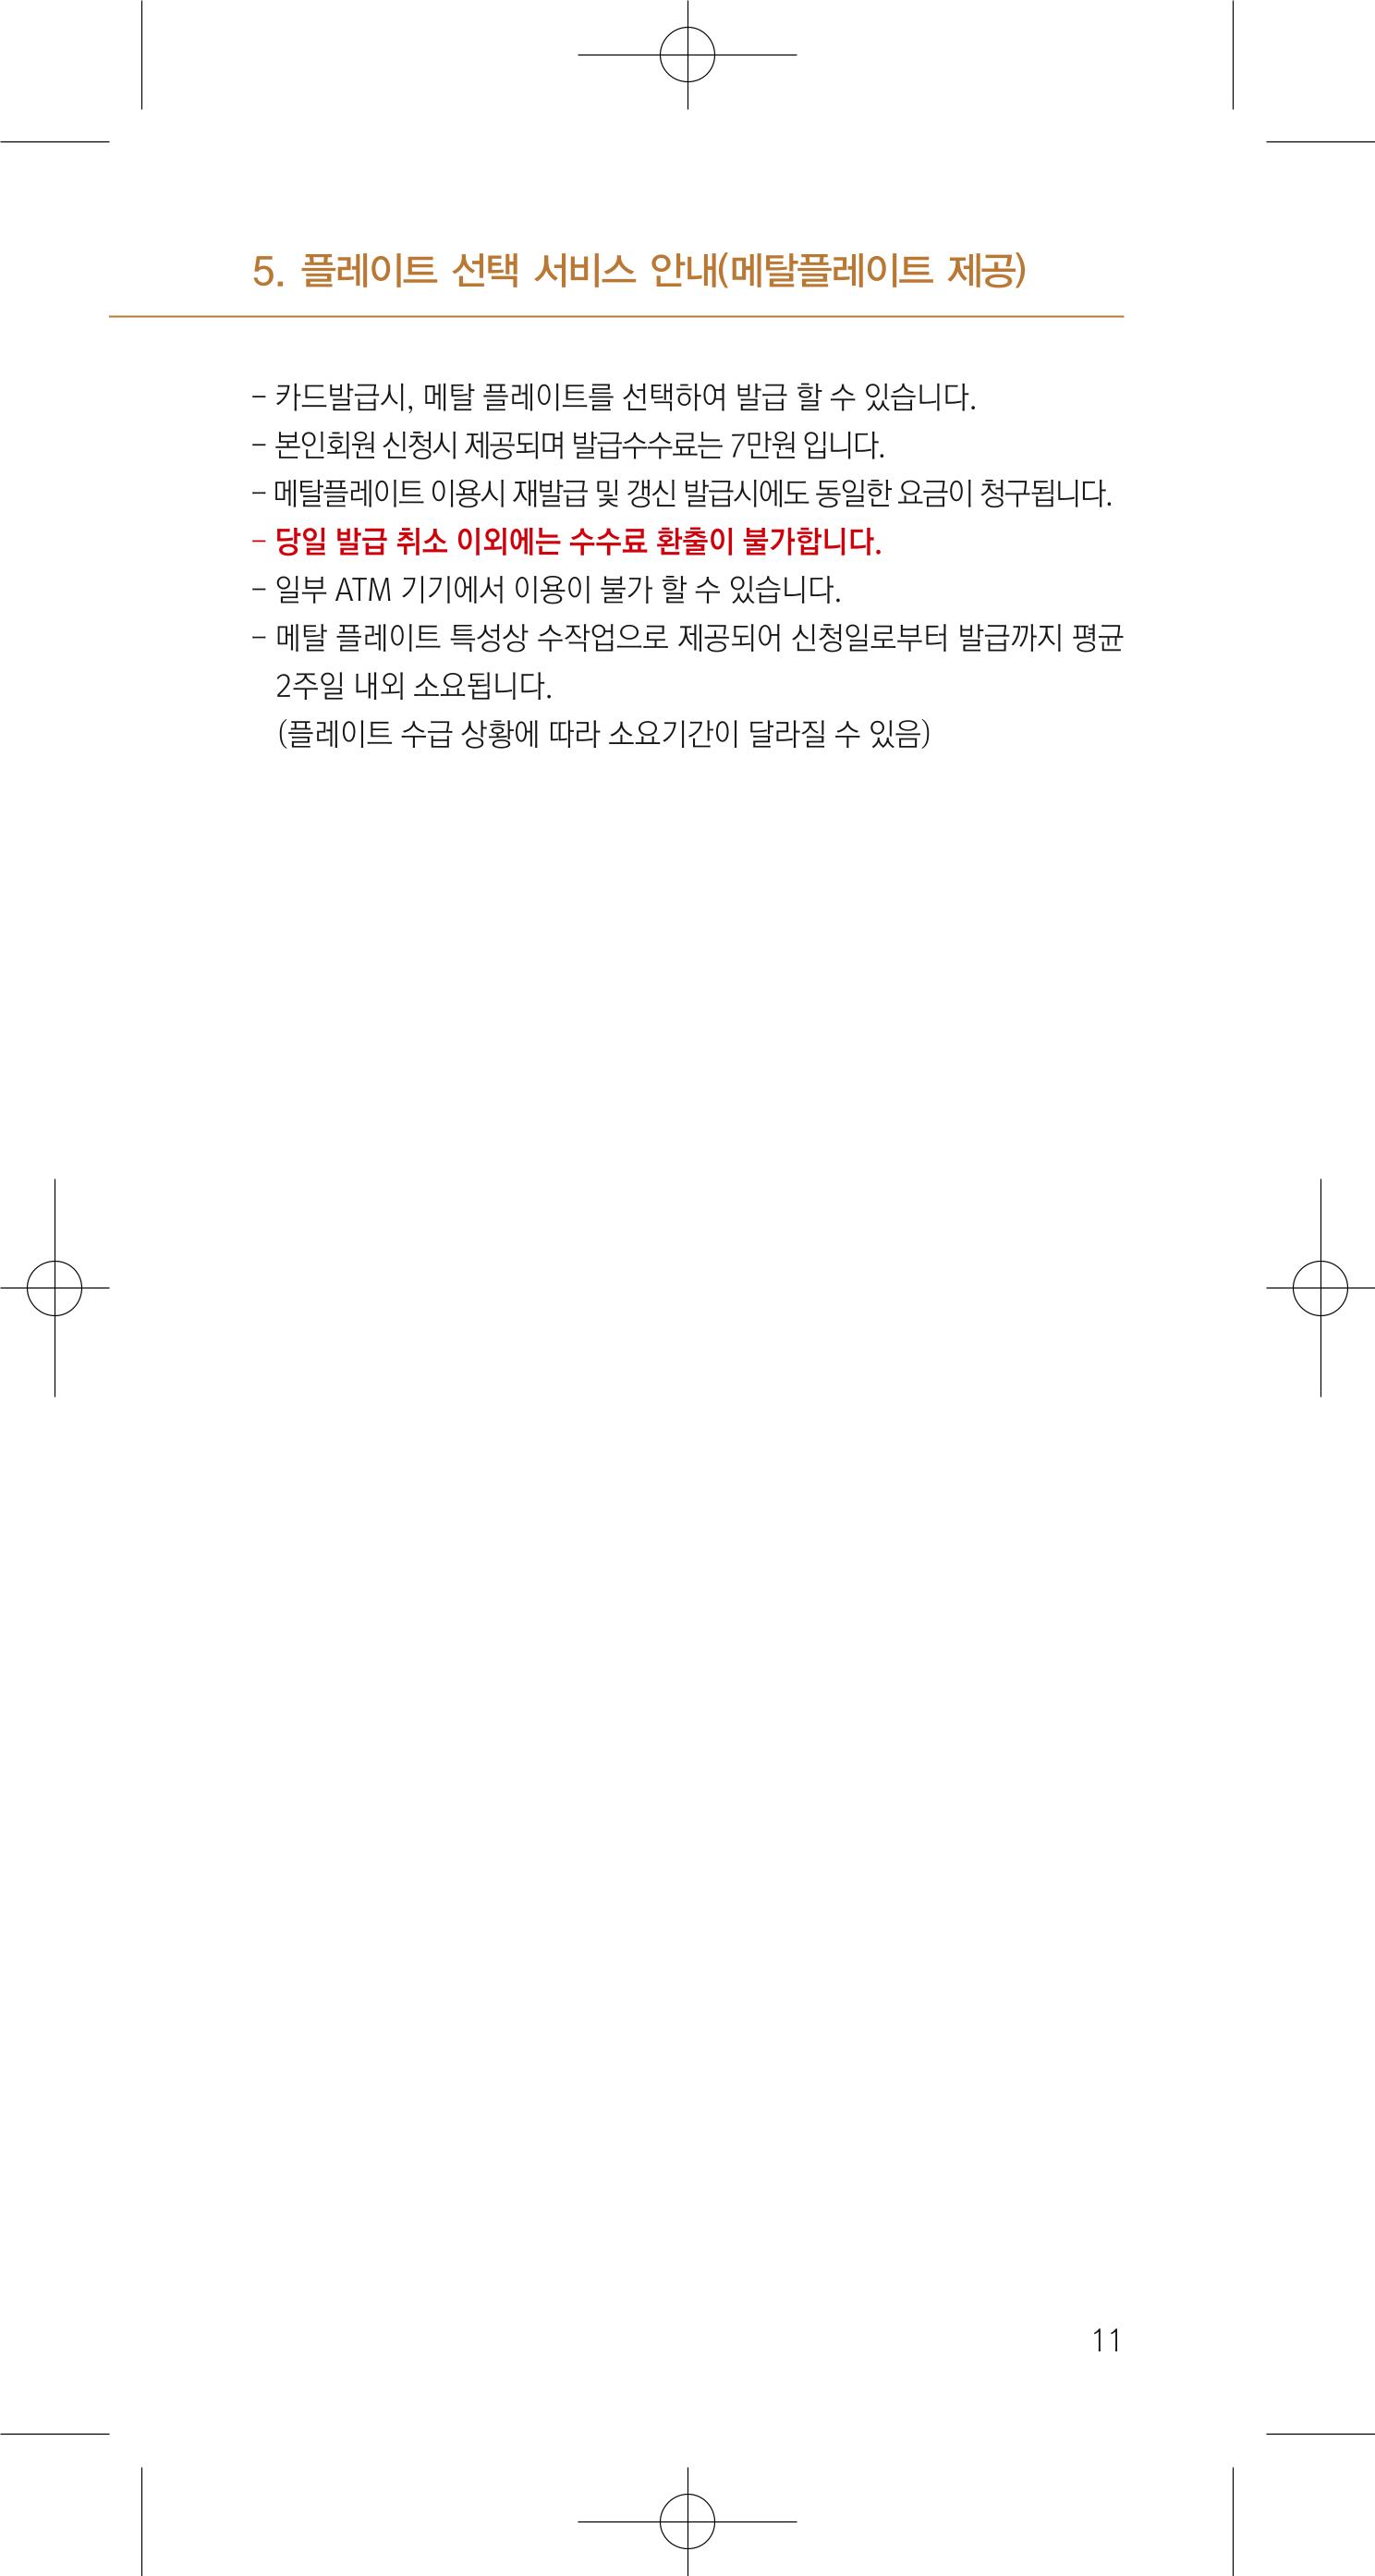 5. 플레이트 선택 서비스 안내(메탈플레이트 제공)
- 카드발급시, 메탈 플레이트를 선택하여 발급 할 수 있습니다.
- 본인회원 신청시 제공되며 발급수수료는 7만원 입니다.
- 메탈플레이트 이용시 재발급 및 갱신 발급시에도 동일한 요금이 청구됩니다.
- 당일 발급 취소 이외에는 수수료 환출이 불가합니다.
- 일부 ATM 기기에서 이용이 불가 할 수 있습니다.
- 메탈 플레이트 특성상 수작업으로 제공되어 신청일로부터 발급까지 평균
2주일 내외 소요됩니다.
(플레이트 수급 상황에 따라 소요기간이 달라질 수 있음)
11